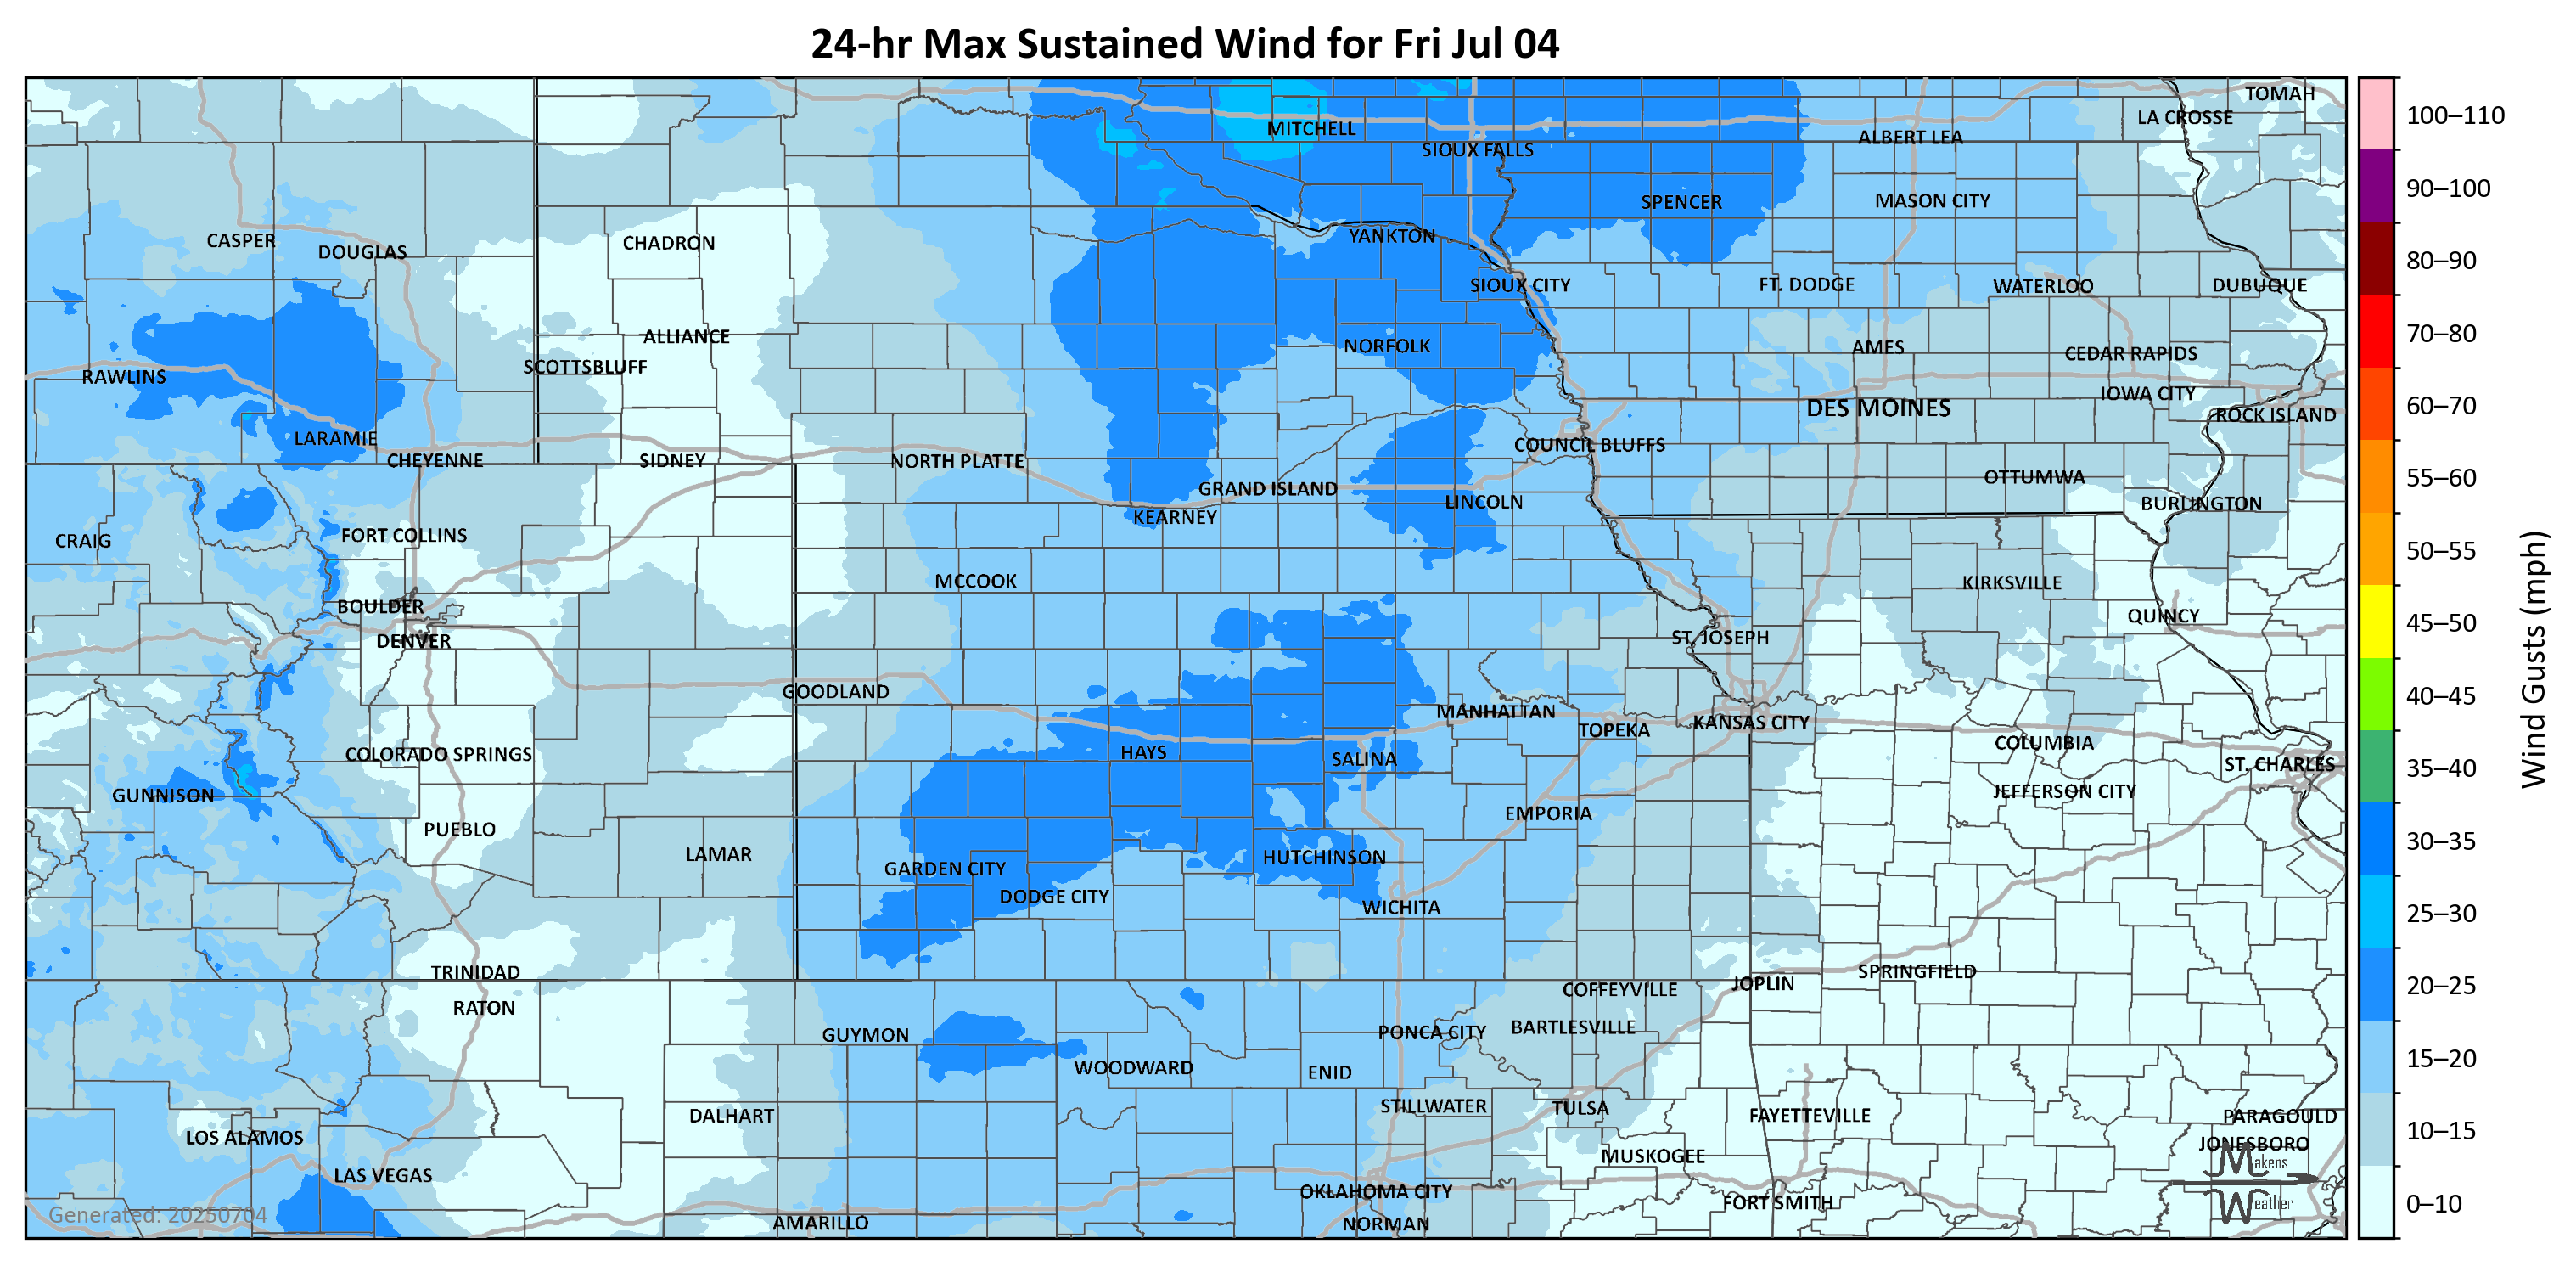 24-hr Max Sustained Wind for Fri Jul 04
TOMAH
LA CROSSE
MITCHELL
ALBERT LEA
SIOUX FALLS
SPENCER
MASON CITY
CASPER
DOUGLAS
CHADRON
YANKTON
SIOUX CITY
FT. DODGE
WATERLOO
DUBUQUE
ALLIANCE
NORFOLK
AMES
CEDAR RAPIDS
SCOTTSBLUFF
RAWLINS
IOWA CITY
DES MOINES
ROCK ISLAND
LARAMIE
COUNCIL BLUFFS
CHEYENNE
SIDNEY
NORTH PLATTE
OTTUMWA
GRAND ISLAND
LINCOLN
BURLINGTON
KEARNEY
CRAIG
FORT COLLINS
MCCOOK
KIRKSVILLE
BOULDER
QUINCY
DENVER
ST. JOSEPH
GOODLAND
MANHATTAN
TOPEKA
KANSAS CITY
COLORADO SPRINGS
HAYS
SALINA
COLUMBIA
ST. CHARLES
GUNNISON
JEFFERSON CITY
EMPORIA
PUEBLO
LAMAR
HUTCHINSON
GARDEN CITY
DODGE CITY
WICHITA
TRINIDAD
SPRINGFIELD
JOPLIN
COFFEYVILLE
RATON
GUYMON
PONCA CITY
BARTLESVILLE
WOODWARD
ENID
STILLWATER
TULSA
DALHART
FAYETTEVILLE
PARAGOULD
LOS ALAMOS
JONESBORO
MUSKOGEE
LAS VEGAS
OKLAHOMA CITY
FORT SMITH
AMARILLO
NORMAN
Generated: 20250704
Makens
Weather
100–110
90–100
80–90
70–80
60–70
55–60
50–55
45–50
40–45
35–40
30–35
25–30
20–25
15–20
10–15
0–10
Wind Gusts (mph)